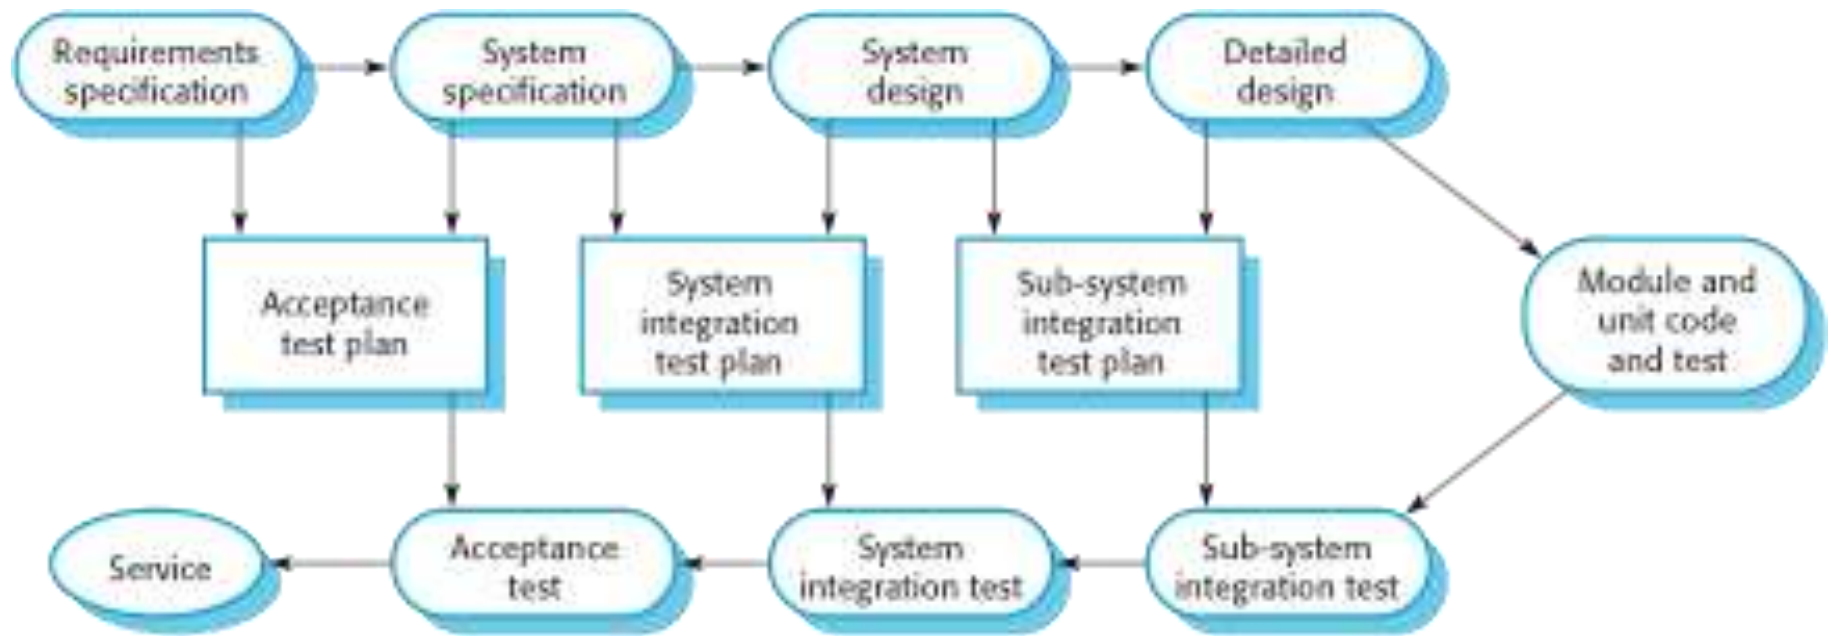 Requirements
specification
System
specification
System
design
Detailed
design
Acceptance
test plan
System
integration
test plan
Sub-system
integration
test plan
Module and
unit code
and test
Service
Acceptance
test
System
integration test
Sub-system
integration test